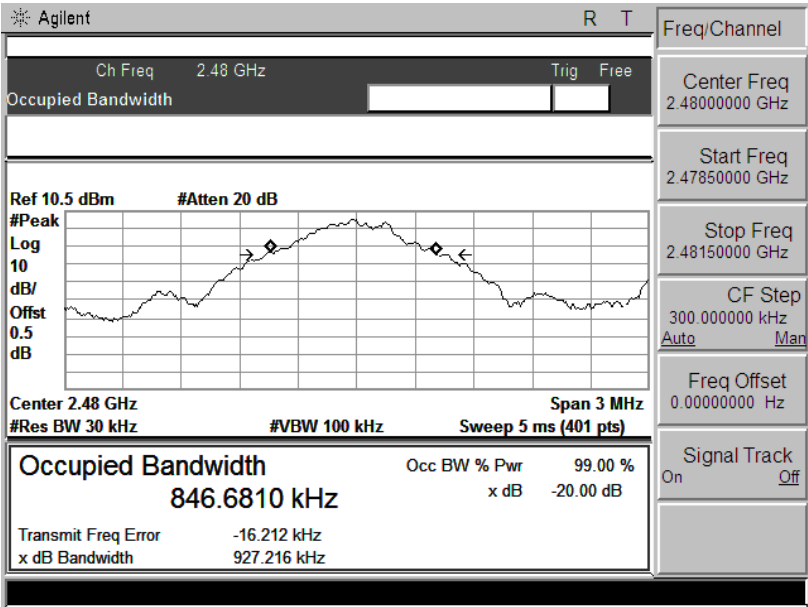 Agilent R T
Freq/Channel
Ch Freq 2.48 GHz Trig Free
Occupied Bandwidth
Center Freq
2.48000000 GHz
Start Freq
2.47850000 GHz
Stop Freq
2.48150000 GHz
CF Step
300.000000 kHz
Auto Man
Freq Offset
0.00000000 Hz
Signal Track
On Off
Ref 10.5 dBm #Atten 20 dB
#Peak
Log
10
dB/
Offst
0.5
dB
Center 2.48 GHz Span 3 MHz
#Res BW 30 kHz #VBW 100 kHz Sweep 5 ms (401 pts)
Occupied Bandwidth
846.6810 kHz
Occ BW % Pwr 99.00 %
x dB -20.00 dB
Transmit Freq Error -16.212 kHz
x dB Bandwidth 927.216 kHz